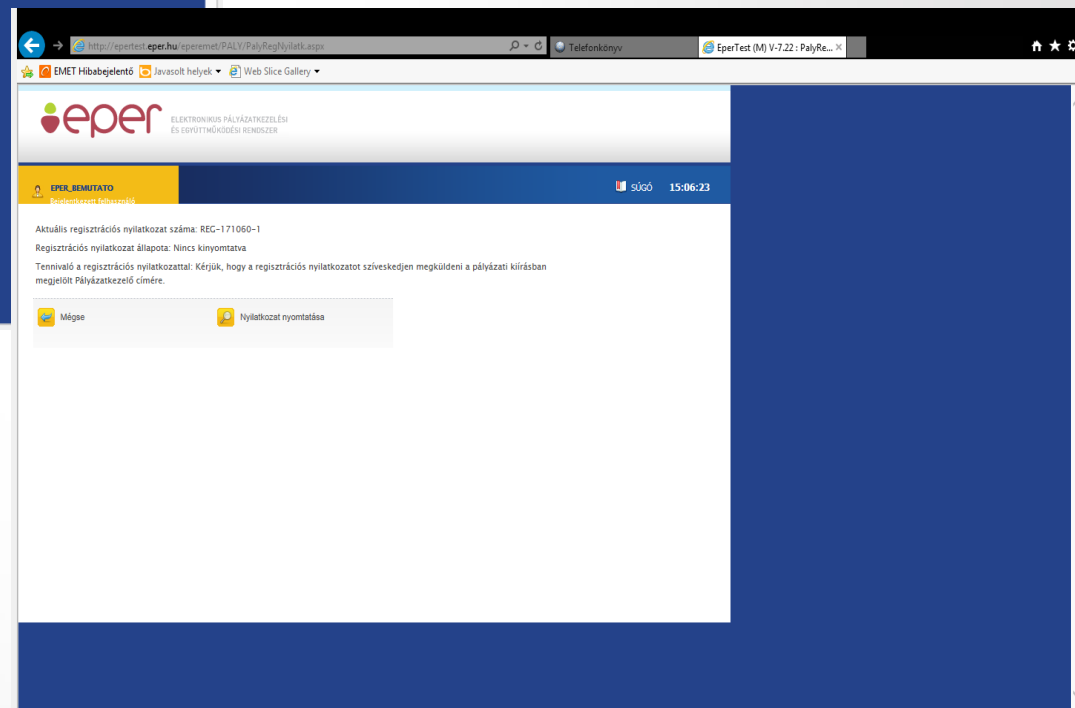 http://epertest.eper.hu/eperemet/PALY/PalyRegNyilatk.aspx
Telefonkönyv
EperTest (M) V-7.22 : PalyRe...
EMET Hibabejelentő
Javasolt helyek
Web Slice Gallery
eper
ELEKTRONIKUS PÁLYÁZATKEZELÉSI
ÉS EGYÜTTMŰKÖDÉSI RENDSZER
EPER_BEMUTATO
Bejelentkezett felhasználó
SÚGÓ
15:06:23
Aktuális regisztrációs nyilatkozat száma: REG-171060-1
Regisztrációs nyilatkozat állapota: Nincs kinyomtatva
Tennivaló a regisztrációs nyilatkozattal: Kérjük, hogy a regisztrációs nyilatkozatot szíveskedjen megküldeni a pályázati kiírásban
megjelölt Pályázatkezelő címére.
Mégse
Nyilatkozat nyomtatása